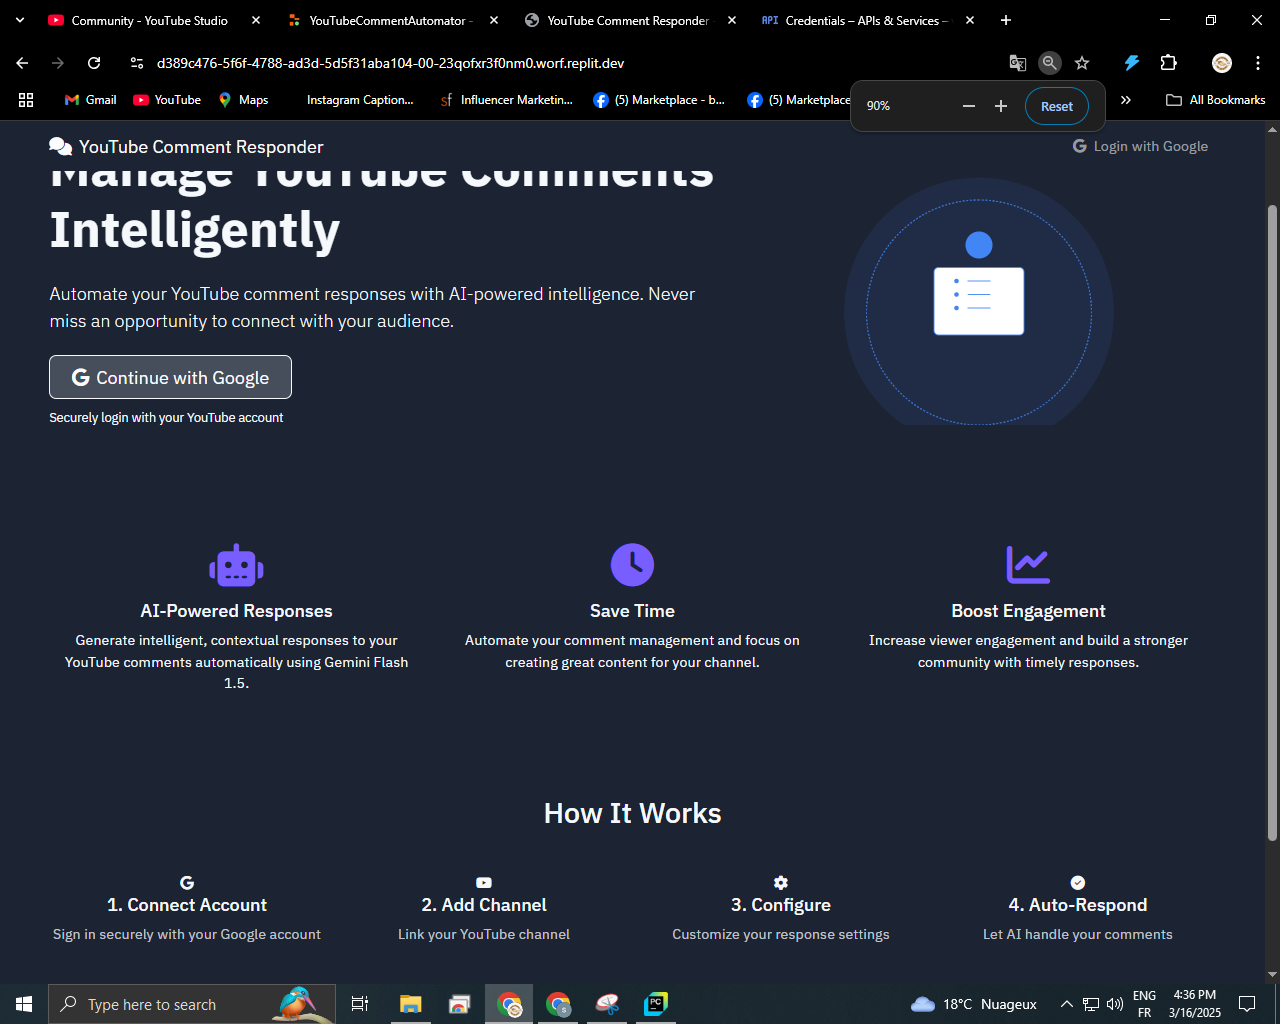 Community - YouTube Studio
YouTubeCommentAutomator -
YouTube Comment Responder
API Credentials – APIs & Services –
d389c476-5f6f-4788-ad3d-5d5f31aba104-00-23qofxr3f0nm0.worf.replit.dev
Gmail
YouTube
Maps
Instagram Caption...
sf Influencer Marketin...
(5) Marketplace - b...
(5) Marketplace
All Bookmarks
90%
Reset
YouTube Comment Responder
Login with Google
Manage YouTube Comments
Intelligently
Automate your YouTube comment responses with AI-powered intelligence. Never
miss an opportunity to connect with your audience.
G Continue with Google
Securely login with your YouTube account
AI-Powered Responses
Generate intelligent, contextual responses to your
YouTube comments automatically using Gemini Flash
1.5.
Save Time
Automate your comment management and focus on
creating great content for your channel.
Boost Engagement
Increase viewer engagement and build a stronger
community with timely responses.
How It Works
1. Connect Account
Sign in securely with your Google account
2. Add Channel
Link your YouTube channel
3. Configure
Customize your response settings
4. Auto-Respond
Let AI handle your comments
Type here to search
PC
18°C Nuageux
ENG
FR
4:36 PM
3/16/2025